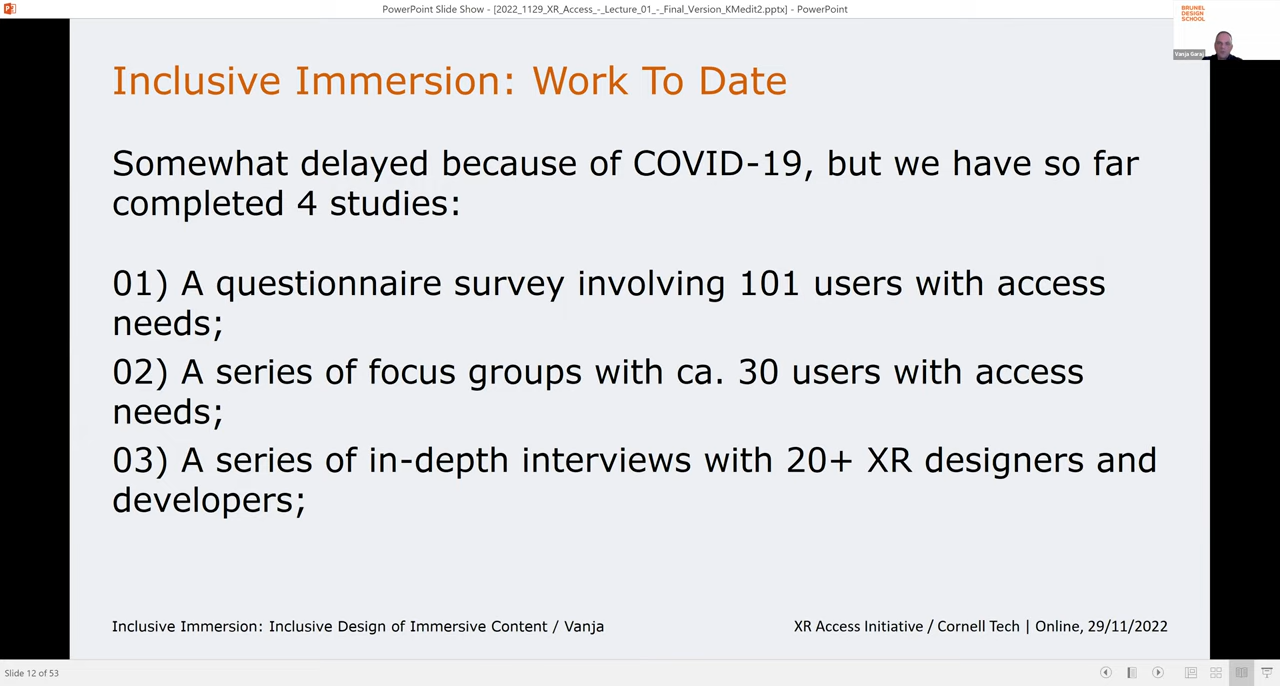 PowerPoint Slide Show - [2022_1129_XR_Access_-_Lecture_01_-_Final_Version_KMedit2.pptx] - PowerPoint
BRUNEL
DESIGN
SCHOOL
Vanja Garaj
Inclusive Immersion: Work To Date
Somewhat delayed because of COVID-19, but we have so far
completed 4 studies:
01) A questionnaire survey involving 101 users with access
needs;
02) A series of focus groups with ca. 30 users with access
needs;
03) A series of in-depth interviews with 20+ XR designers and
developers;
Inclusive Immersion: Inclusive Design of Immersive Content / Vanja
XR Access Initiative / Cornell Tech | Online, 29/11/2022
Slide 12 of 53